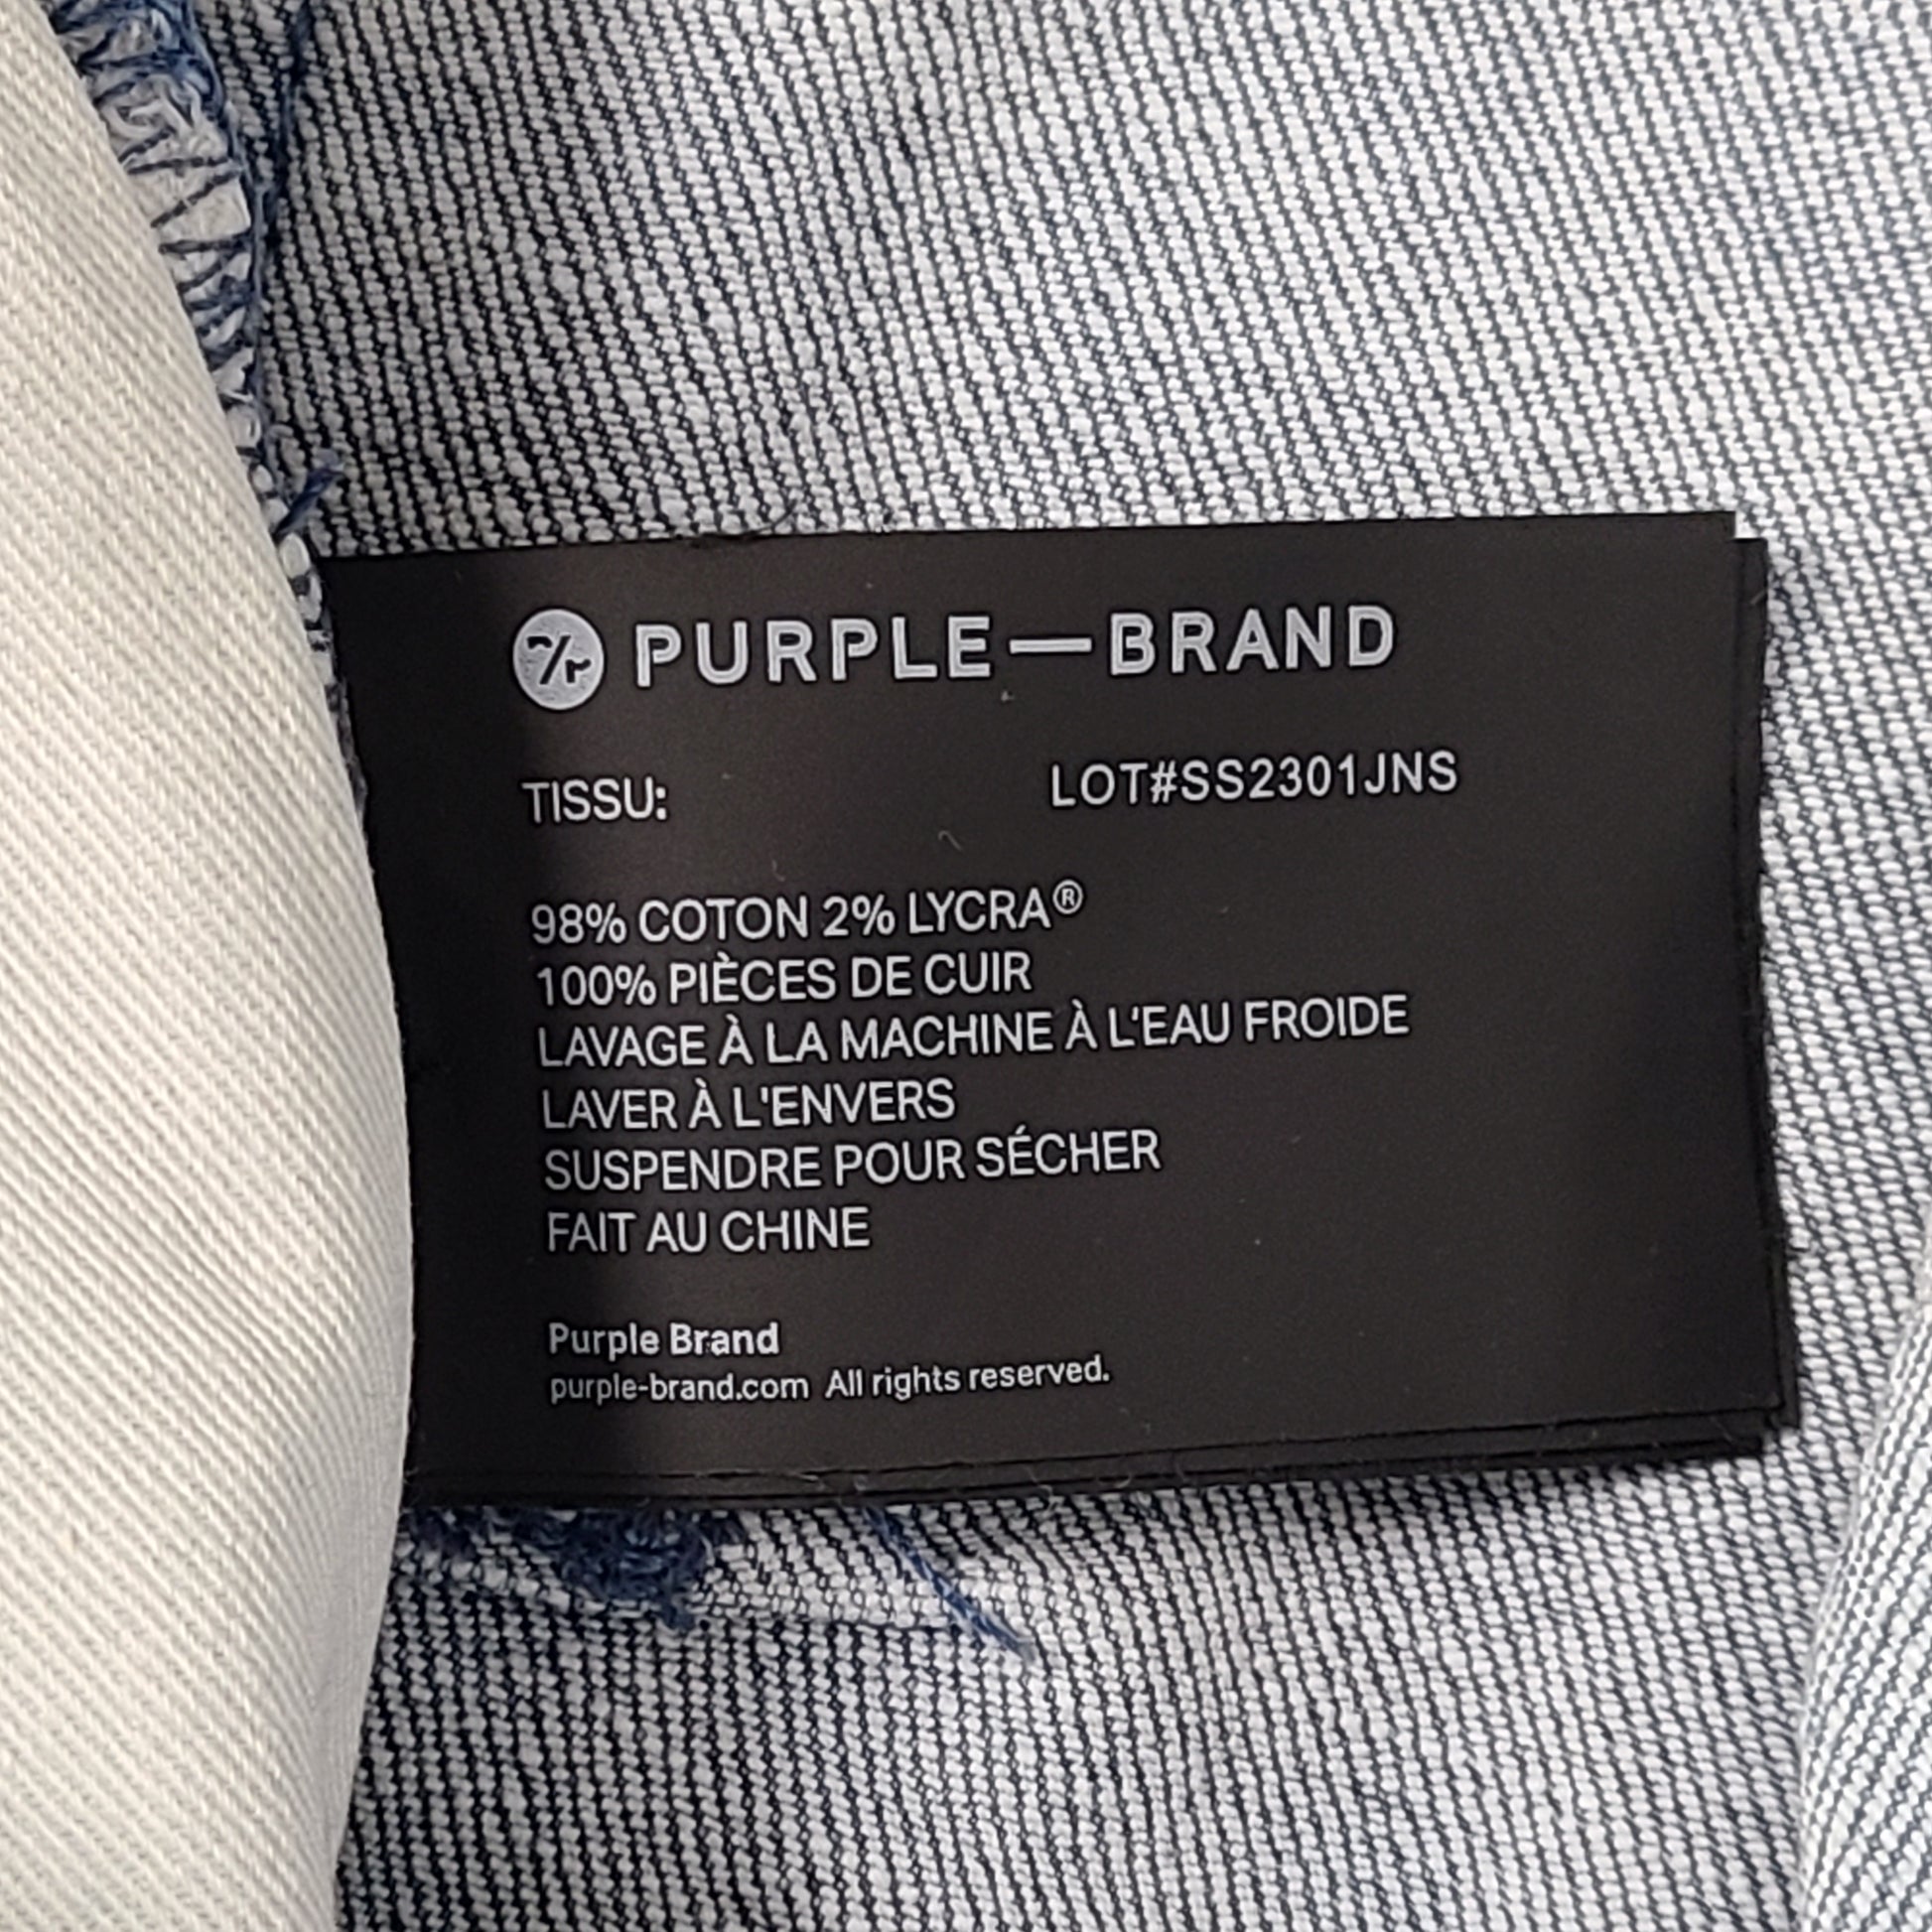 PURPLE—BRAND
TISSU: LOT#SS2301JNS
98% COTON 2% LYCRA®
100% PIÈCES DE CUIR
LAVAGE À LA MACHINE À L'EAU FROIDE
LAVER À L'ENVERS
SUSPENDRE POUR SÉCHER
FAIT AU CHINE
Purple Brand
purple-brand.com All rights reserved.